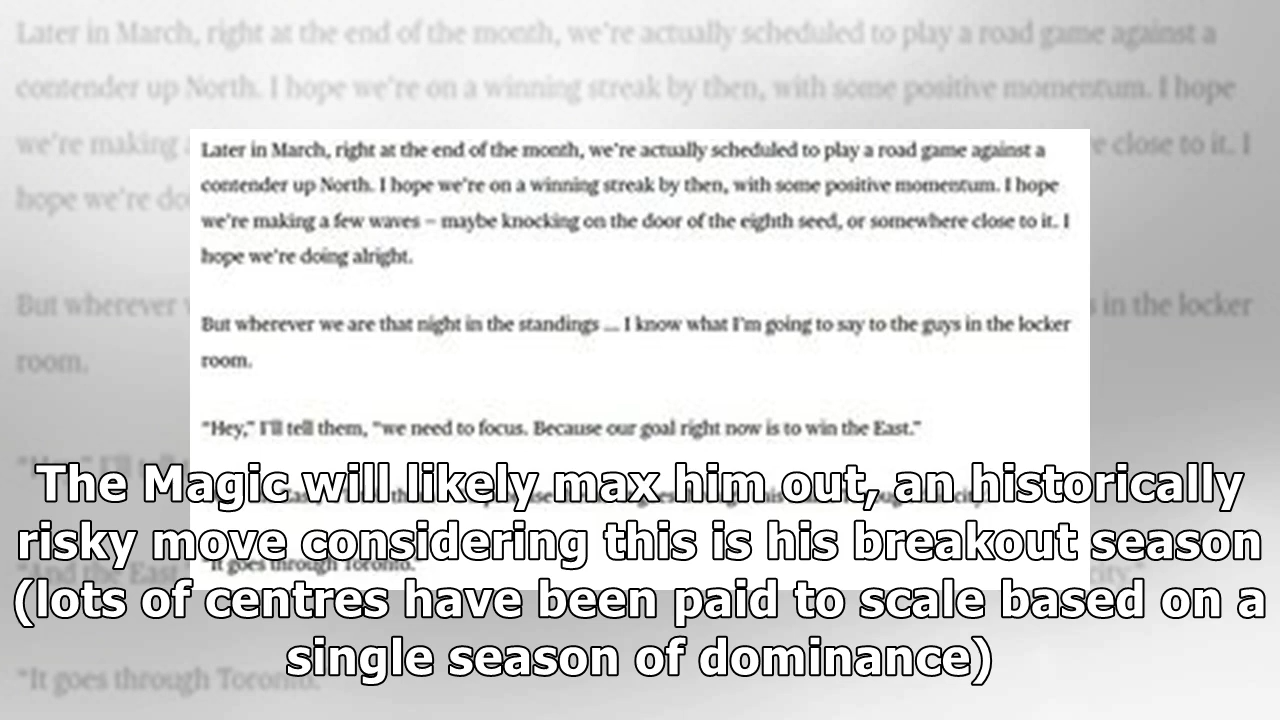 Later in March, right at the end of the month, we're actually scheduled to play a road game against a
contender up North. I hope we're on a winning streak by then, with some positive momentum. I hope
we're making a few waves – maybe knocking on the door of the eighth seed, or somewhere close to it. I
hope we're doing alright.
But wherever we are that night in the standings ... I know what I'm going to say to the guys in the locker
room.
"Hey," I'll tell them, "we need to focus. Because our goal right now is to win the East."
"It goes through Toronto."
The Magic will likely max him out, an historically
risky move considering this is his breakout season
(lots of centres have been paid to scale based on a
single season of dominance)